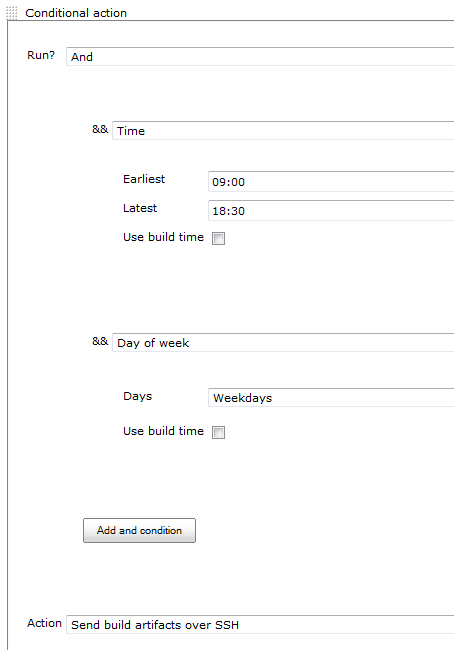 Conditional action
Run? And
&& Time
Earliest 09:00
Latest 18:30
Use build time
&& Day of week
Days Weekdays
Use build time
Add and condition
Action Send build artifacts over SSH